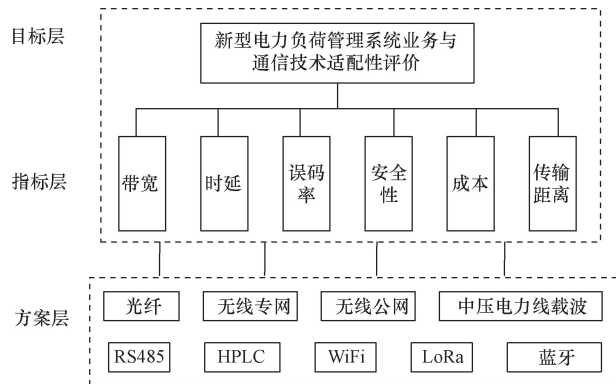 目标层
新型电力负荷管理系统业务与
通信技术适配性评价
指标层
带宽
时延
误码
率
安全
性
成本
传输
距离
方案层
光纤
无线专网
无线公网
中压电力线载波
RS485
HPLC
WiFi
LoRa
蓝牙